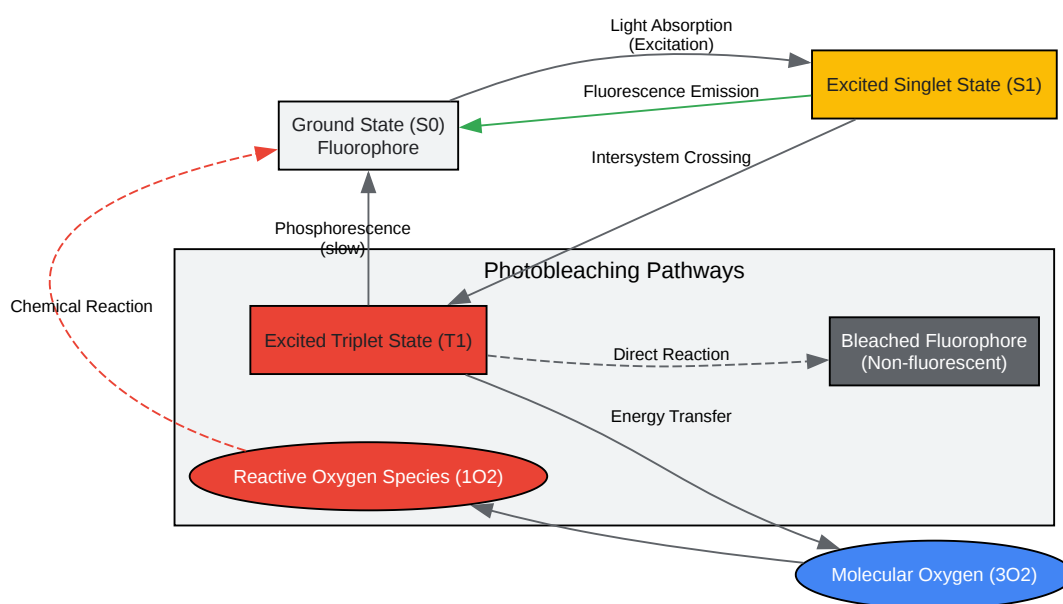 Light Absorption
(Excitation)
Excited Singlet State (S1)
Fluorescence Emission
Ground State (S0)
Fluorophore
Intersystem Crossing
Phosphorescence
(slow)
Photobleaching Pathways
Chemical Reaction
Excited Triplet State (T1)
Bleached Fluorophore
(Non-fluorescent)
Direct Reaction
Energy Transfer
Reactive Oxygen Species (1O2)
Molecular Oxygen (3O2)